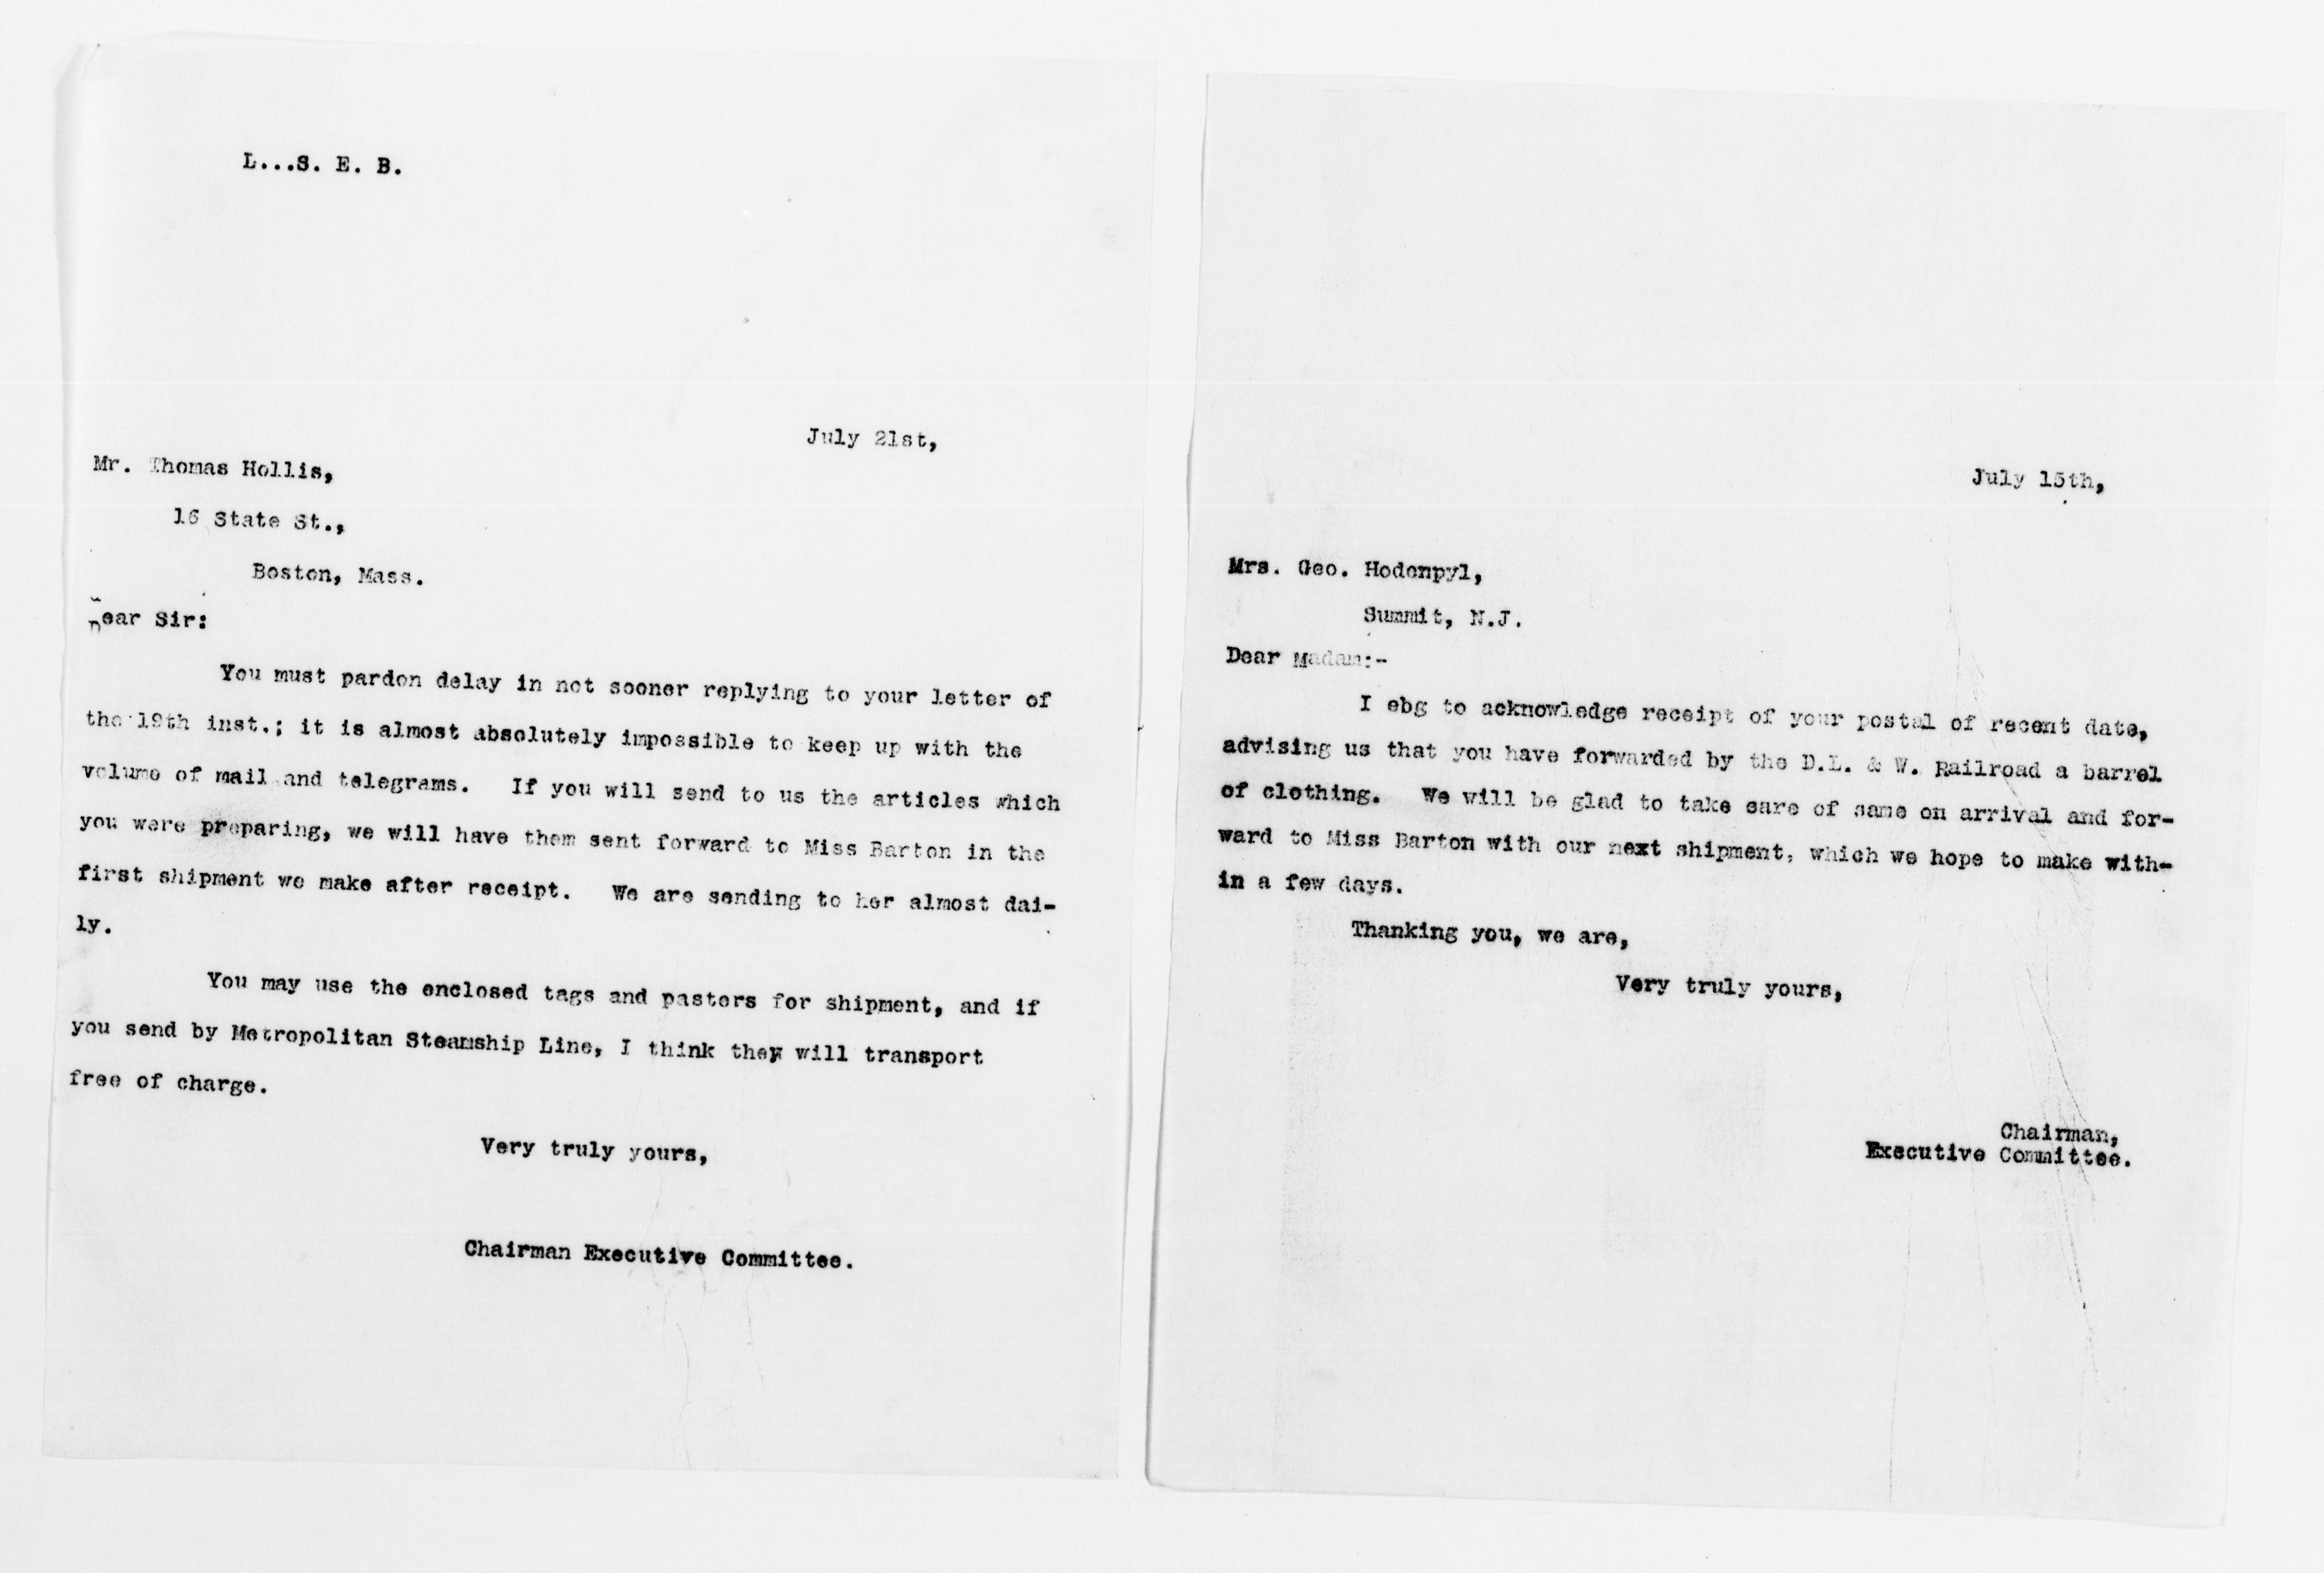 L...S. E. B.
July 21st,
Mr. Thomas Hollis,
16 State St.,
Boston, Mass.
Dear Sir:
You must pardon delay in not sooner replying to your letter of
the 19th inst.; it is almost absolutely impossible to keep up with the
volume of mail and telegrams. If you will send to us the articles which
you were preparing, we will have them sent forward to Miss Barton in the
first shipment we make after receipt. We are sending to her almost dai-
ly.
You may use the enclosed tags and pasters for shipment, and if
you send by Metropolitan Steamship Line, I think they will transport
free of charge.
Very truly yours,
Chairman Executive Committee.
July 15th,
Mrs. Geo. Hodenpyl,
Summit, N.J.
Dear Madam:-
I ebg to acknowledge receipt of your postal of recent date,
advising us that you have forwarded by the D.L. & W. Railroad a barrel
of clothing. We will be glad to take care of same on arrival and for-
ward to Miss Barton with our next shipment, which we hope to make with-
in a few days.
Thanking you, we are,
Very truly yours,
Chairman,
Executive Committee.